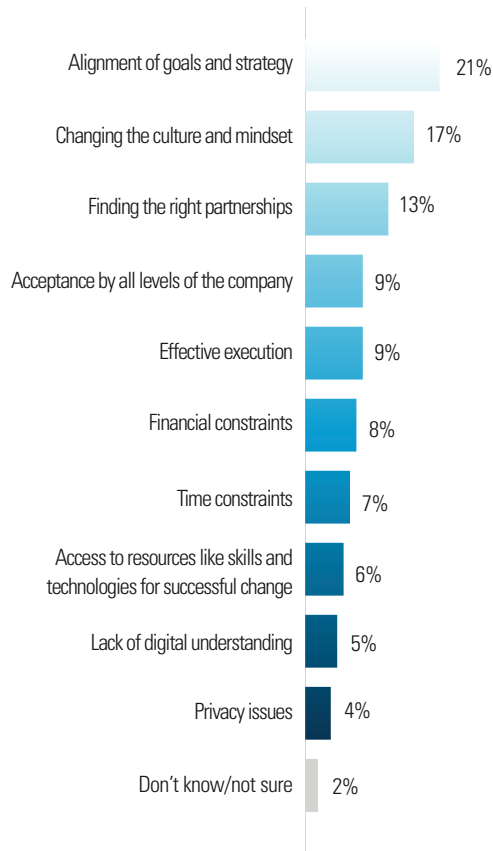 Alignment of goals and strategy 21%
Changing the culture and mindset 17%
Finding the right partnerships 13%
Acceptance by all levels of the company 9%
Effective execution 9%
Financial constraints 8%
Time constraints 7%
Access to resources like skills and
technologies for successful change 6%
Lack of digital understanding 5%
Privacy issues 4%
Don't know/not sure 2%